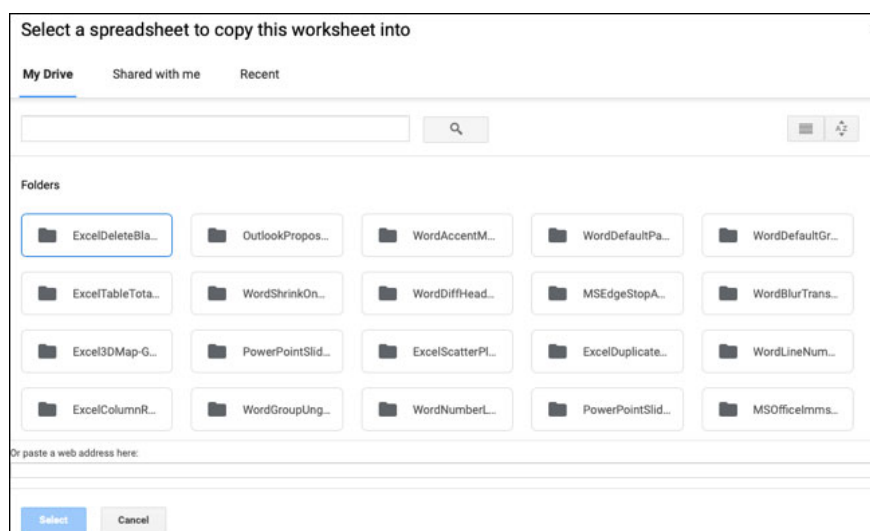 Select a spreadsheet to copy this worksheet into
My Drive Shared with me Recent
AZ
Folders
ExcelDeleteBla... OutlookPropos... WordAccentM... WordDefaultPa... WordDefaultGr...
ExcelTableTota... WordShrinkOn... WordDiffHead... MSEdgeStopA... WordBlurTrans...
Excel3DMap-G... PowerPointSlid... ExcelScatterPl... ExcelDuplicate... WordLineNum...
ExcelColumnR... WordGroupUng... WordNumberL... PowerPointSlid... MSOfficeImms...
Or paste a web address here:
Select Cancel